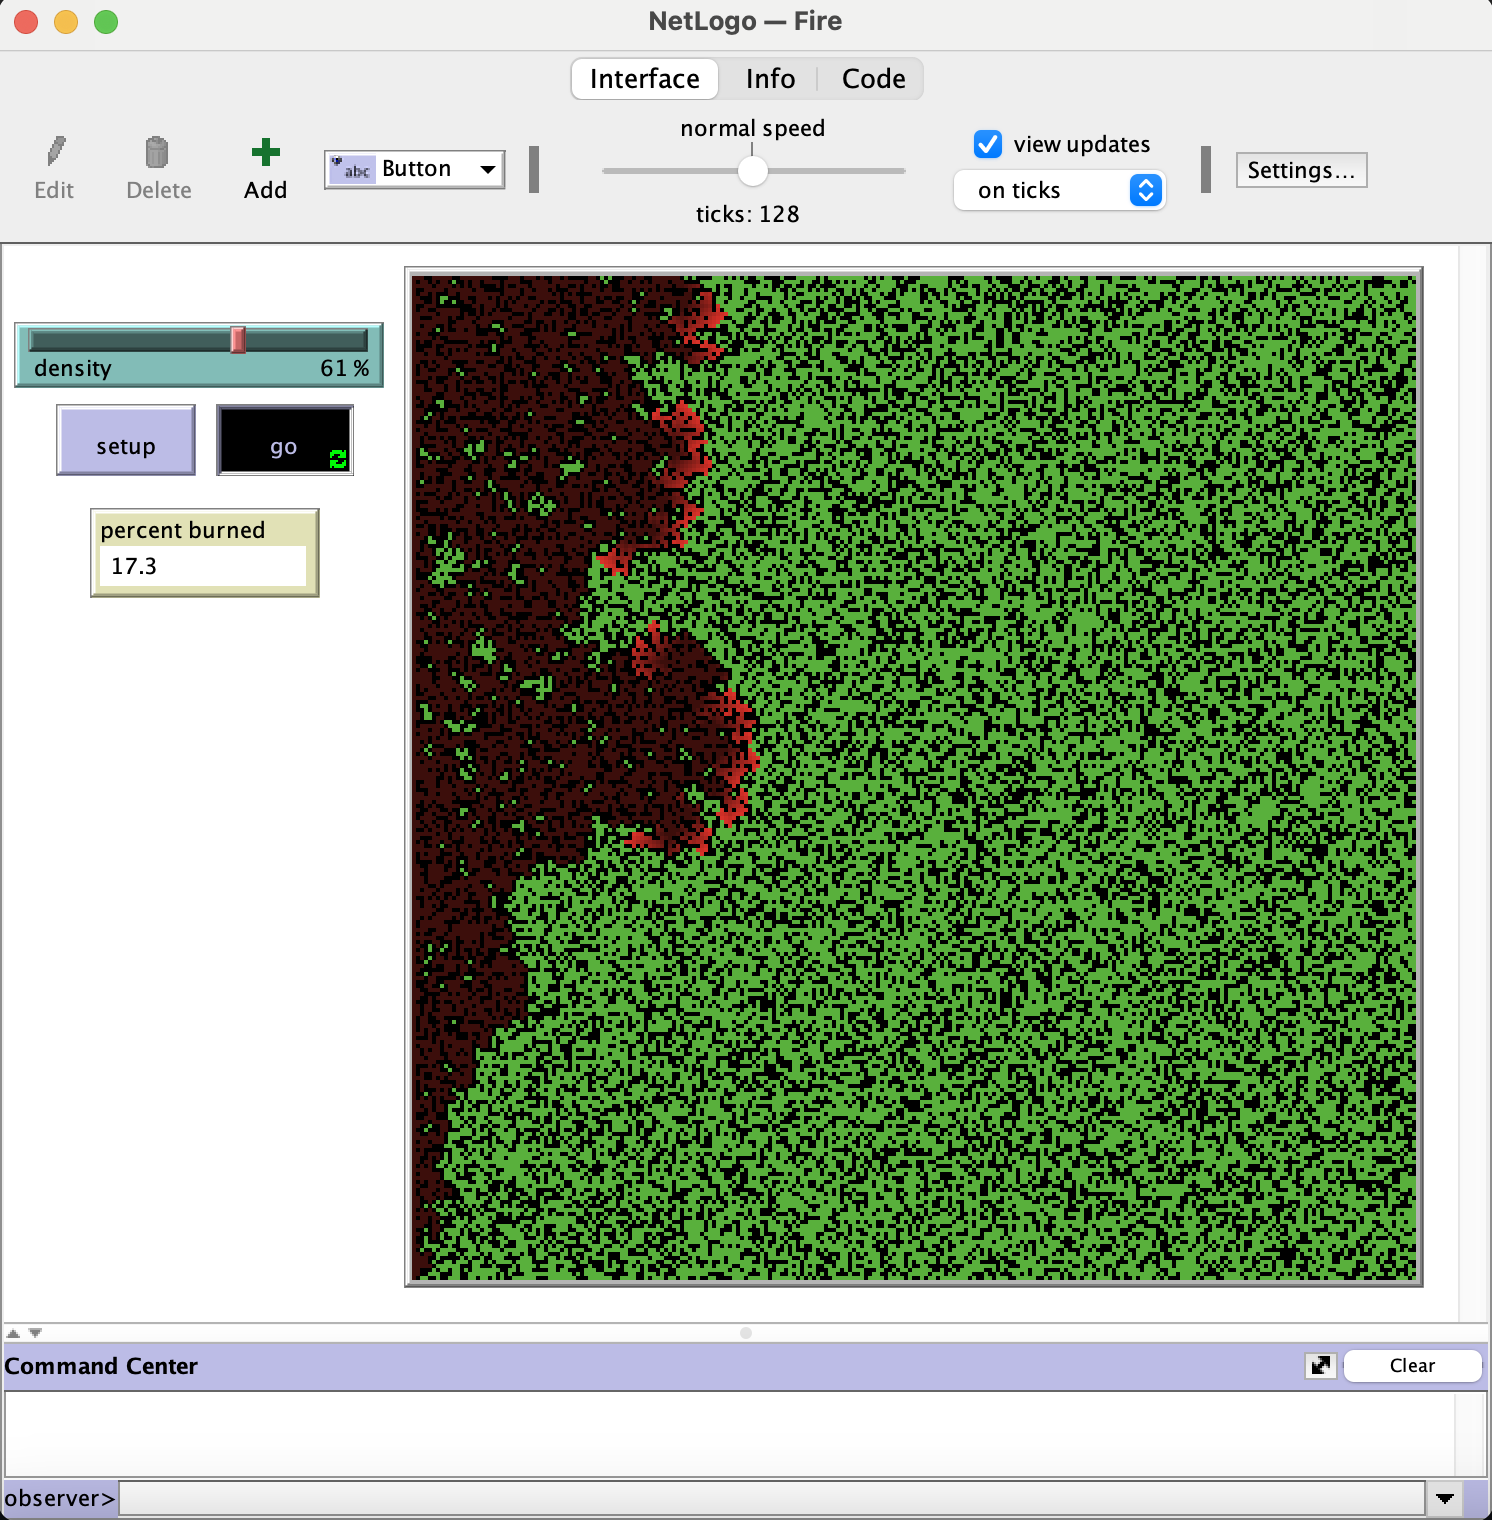 NetLogo — Fire
Interface Info Code
normal speed
view updates
Edit Delete Add abc Button Settings...
on ticks
ticks: 128
density 61 %
setup go
percent burned
17.3
Command Center Clear
observer>